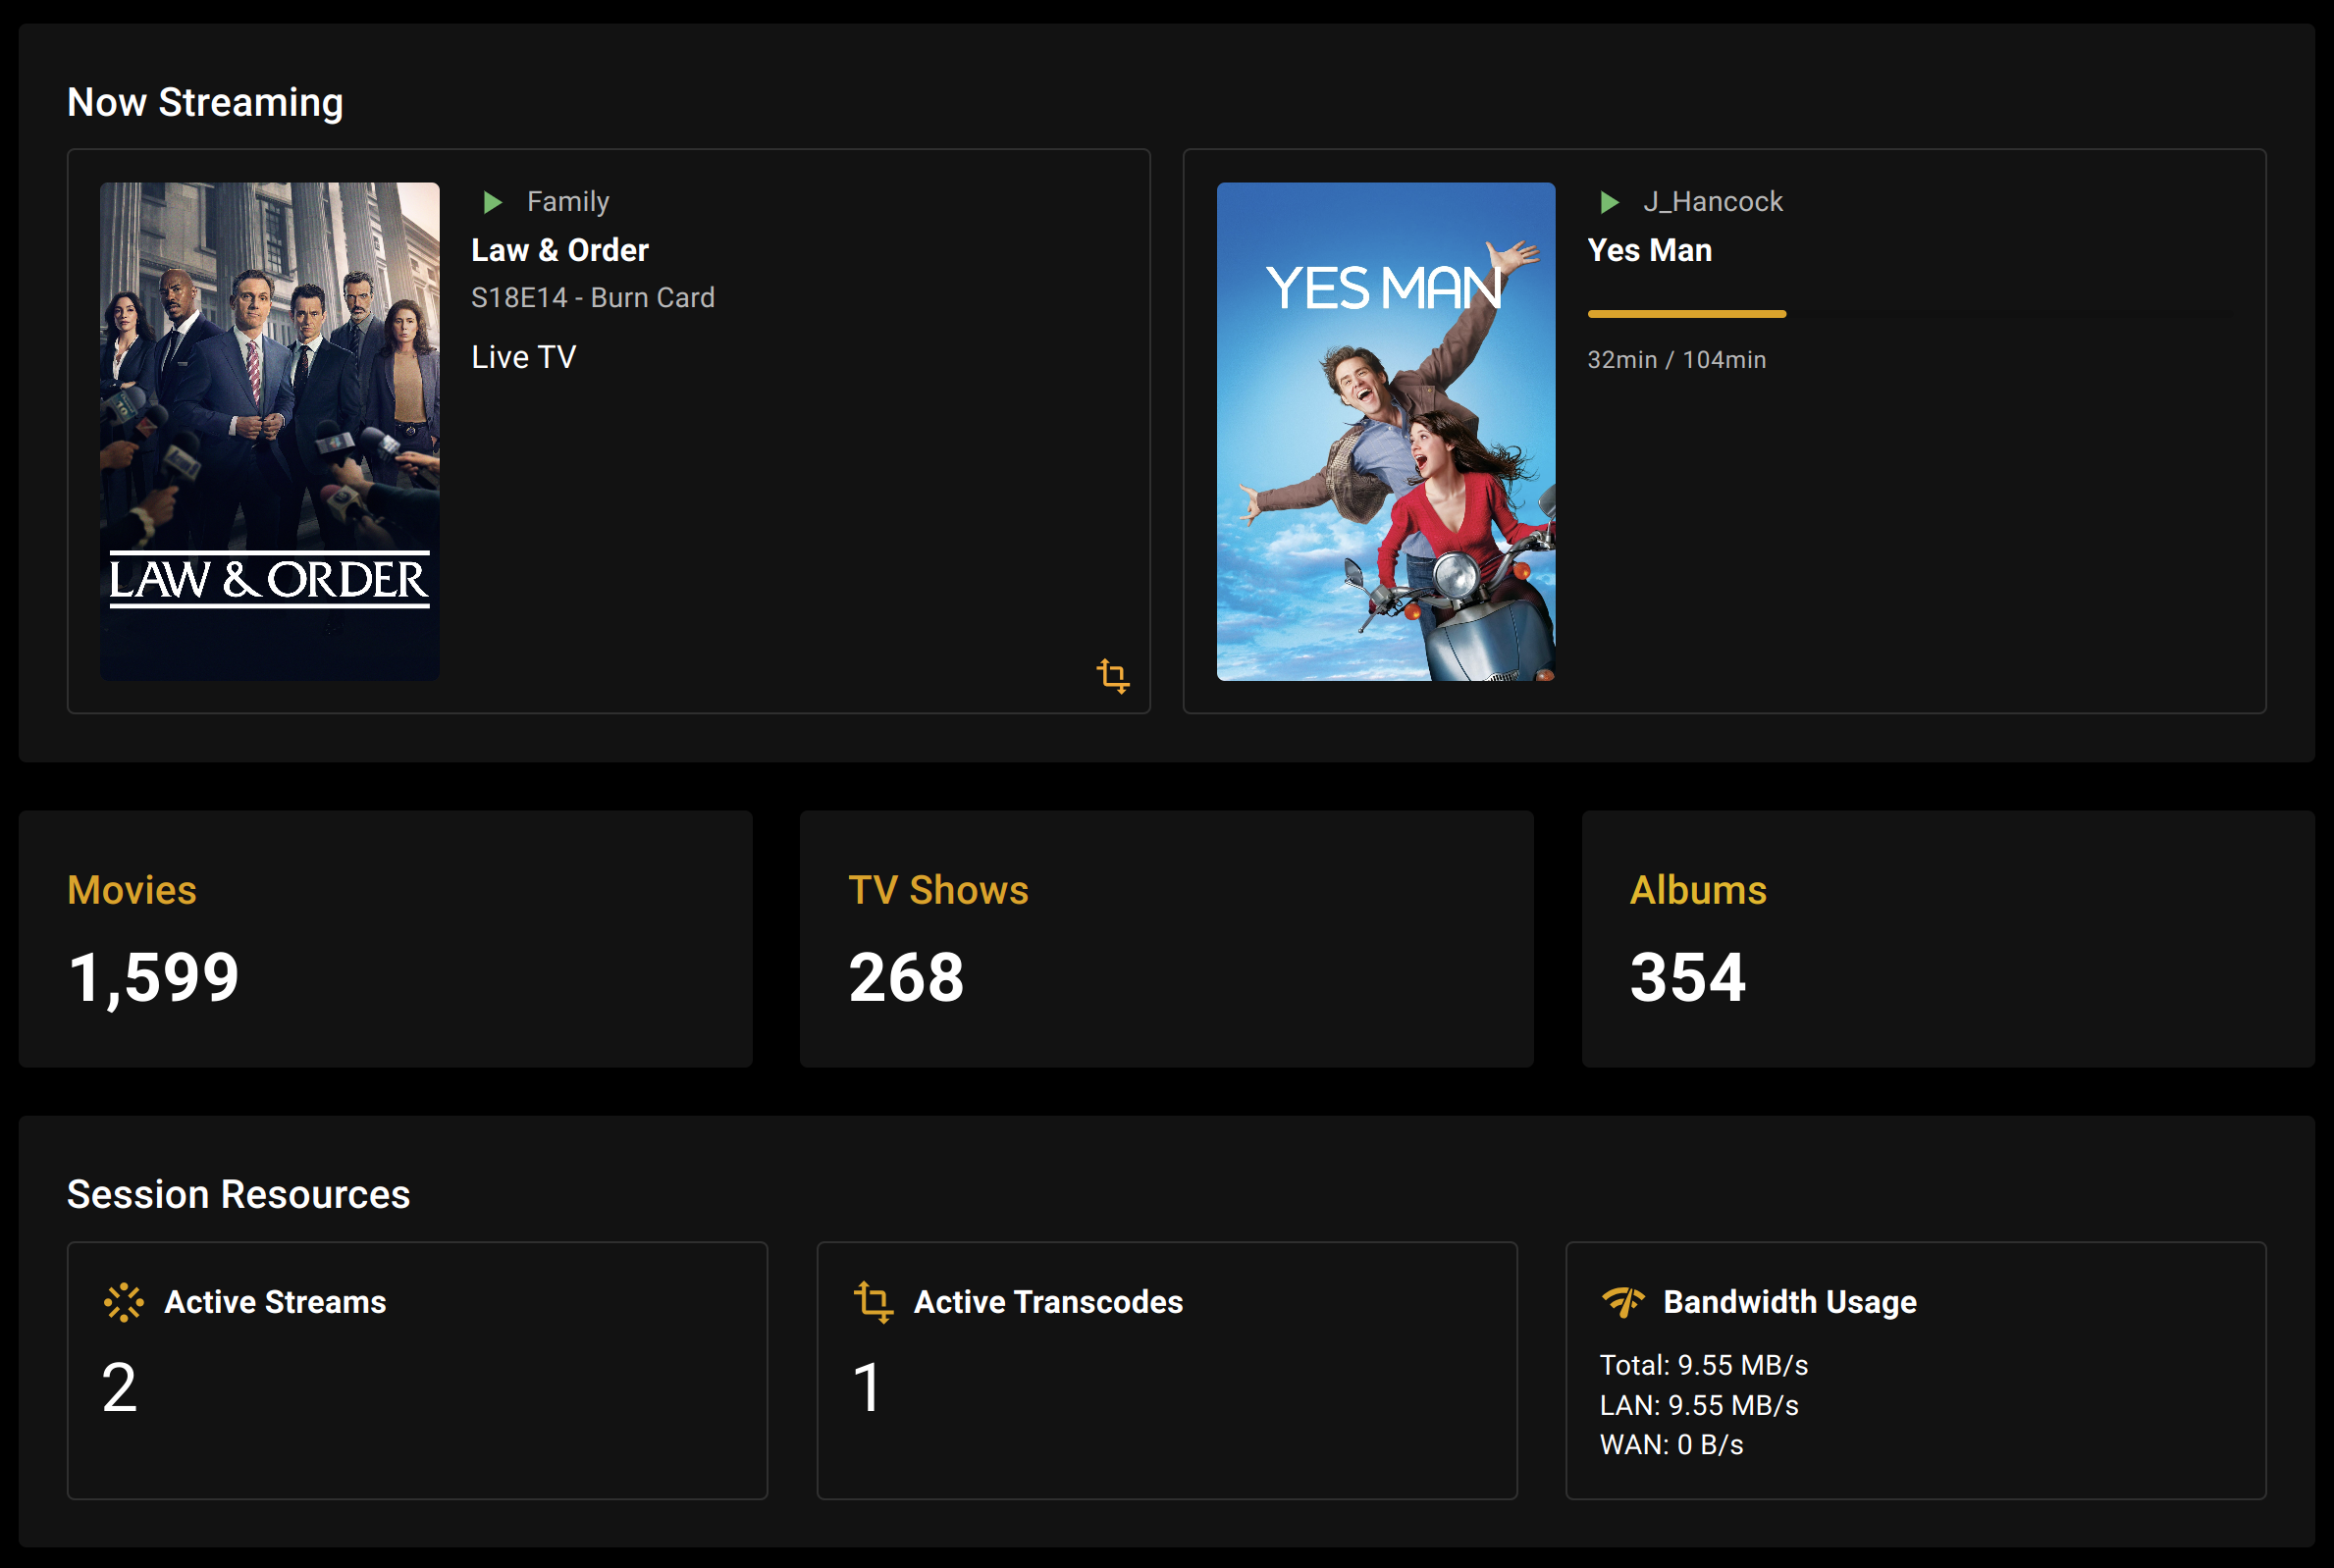 Now Streaming
Family
Law & Order
S18E14 - Burn Card
Live TV
LAW & ORDER
J_Hancock
Yes Man
32min / 104min
YES MAN
Movies
1,599
TV Shows
268
Albums
354
Session Resources
Active Streams
2
Active Transcodes
1
Bandwidth Usage
Total: 9.55 MB/s
LAN: 9.55 MB/s
WAN: 0 B/s